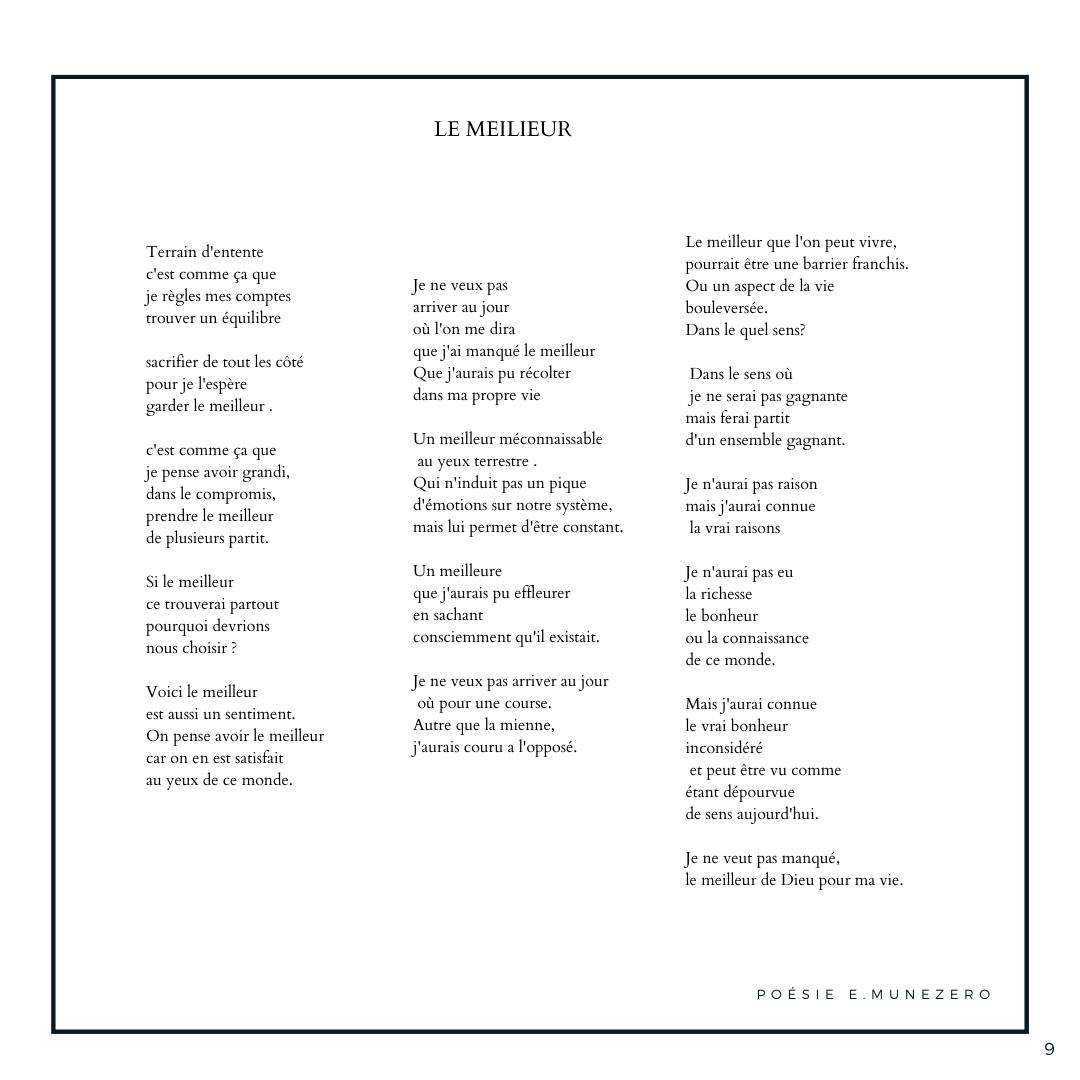 LE MEILIEUR
Terrain d'entente
c'est comme ça que
je règles mes comptes
trouver un équilibre
sacrifier de tout les côté
pour je l'espère
garder le meilleur .
c'est comme ça que
je pense avoir grandi,
dans le compromis,
prendre le meilleur
de plusieurs partit.
Si le meilleur
ce trouverai partout
pourquoi devrions
nous choisir ?
Voici le meilleur
est aussi un sentiment.
On pense avoir le meilleur
car on en est satisfait
au yeux de ce monde.
Je ne veux pas
arriver au jour
où l'on me dira
que j'ai manqué le meilleur
Que j'aurais pu récolter
dans ma propre vie
Un meilleur méconnaissable
au yeux terrestre .
Qui n'induit pas un pique
d'émotions sur notre système,
mais lui permet d'être constant.
Un meilleure
que j'aurais pu effleurer
en sachant
consciemment qu'il existait.
Je ne veux pas arriver au jour
où pour une course.
Autre que la mienne,
j'aurais couru a l'opposé.
Le meilleur que l'on peut vivre,
pourrait être une barrier franchis.
Ou un aspect de la vie
bouleversée.
Dans le quel sens?
Dans le sens où
je ne serai pas gagnante
mais ferai partit
d'un ensemble gagnant.
Je n'aurai pas raison
mais j'aurai connue
la vrai raisons
Je n'aurai pas eu
la richesse
le bonheur
ou la connaissance
de ce monde.
Mais j'aurai connue
le vrai bonheur
inconsidéré
et peut être vu comme
étant dépourvue
de sens aujourd'hui.
Je ne veut pas manqué,
le meilleur de Dieu pour ma vie.
POÉSIE E.MUNEZERO
9